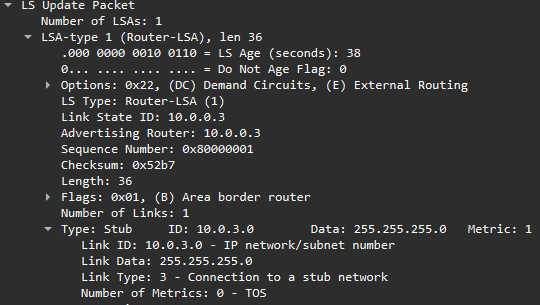 LS Update Packet
Number of LSAs: 1
LSA-type 1 (Router-LSA), len 36
.000 0000 0010 0110 = LS Age (seconds): 38
0... .... .... .... = Do Not Age Flag: 0
Options: 0x22, (DC) Demand Circuits, (E) External Routing
LS Type: Router-LSA (1)
Link State ID: 10.0.0.3
Advertising Router: 10.0.0.3
Sequence Number: 0x80000001
Checksum: 0x52b7
Length: 36
Flags: 0x01, (B) Area border router
Number of Links: 1
Type: Stub     ID: 10.0.3.0        Data: 255.255.255.0   Metric: 1
Link ID: 10.0.3.0 - IP network/subnet number
Link Data: 255.255.255.0
Link Type: 3 - Connection to a stub network
Number of Metrics: 0 - TOS